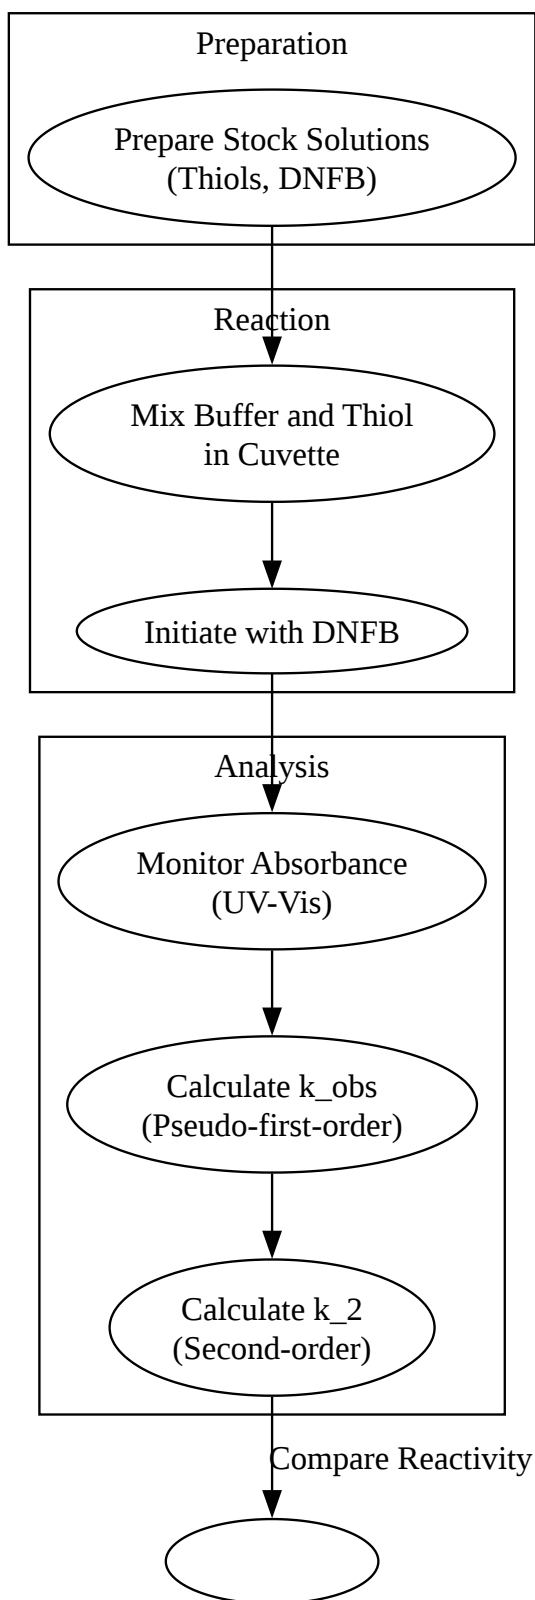 Preparation
Prepare Stock Solutions
(Thiols, DNFB)
Reaction
Mix Buffer and Thiol
in Cuvette
Initiate with DNFB
Analysis
Monitor Absorbance
(UV-Vis)
Calculate k_obs
(Pseudo-first-order)
Calculate k_2
(Second-order)
Compare Reactivity